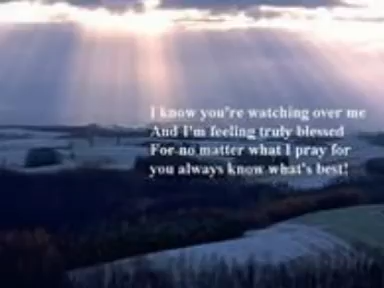 I know you're watching over me
And I'm feeling truly blessed
For no matter what I pray for
you always know what's best!